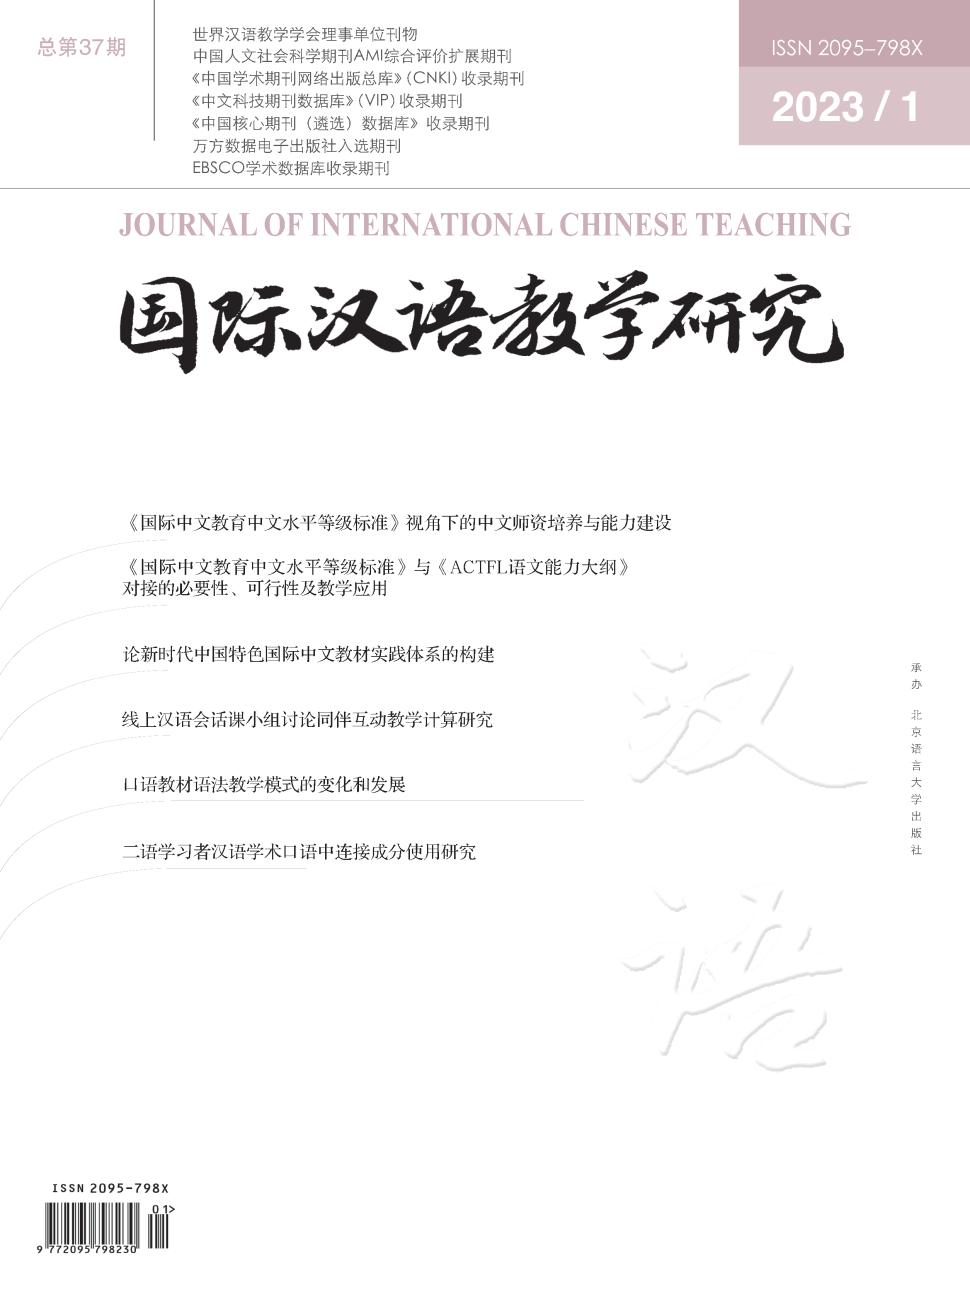 总第37期
世界汉语教学学会理事单位刊物
中国人文社会科学期刊AMI综合评价扩展期刊
《中国学术期刊网络出版总库》（CNKI）收录期刊
《中文科技期刊数据库》（VIP）收录期刊
《中国核心期刊（遴选）数据库》 收录期刊
万方数据电子出版社入选期刊
EBSCO学术数据库收录期刊
ISSN 2095–798X
2023 / 1
JOURNAL OF INTERNATIONAL CHINESE TEACHING
国际汉语教学研究
《国际中文教育中文水平等级标准》视角下的中文师资培养与能力建设
《国际中文教育中文水平等级标准》与《ACTFL语文能力大纲》
对接的必要性、可行性及教学应用
论新时代中国特色国际中文教材实践体系的构建
线上汉语会话课小组讨论同伴互动教学计算研究
口语教材语法教学模式的变化和发展
二语学习者汉语学术口语中连接成分使用研究
汉语
承办 北京语言大学出版社
ISSN 2095-798X
01>
9 772095 798230